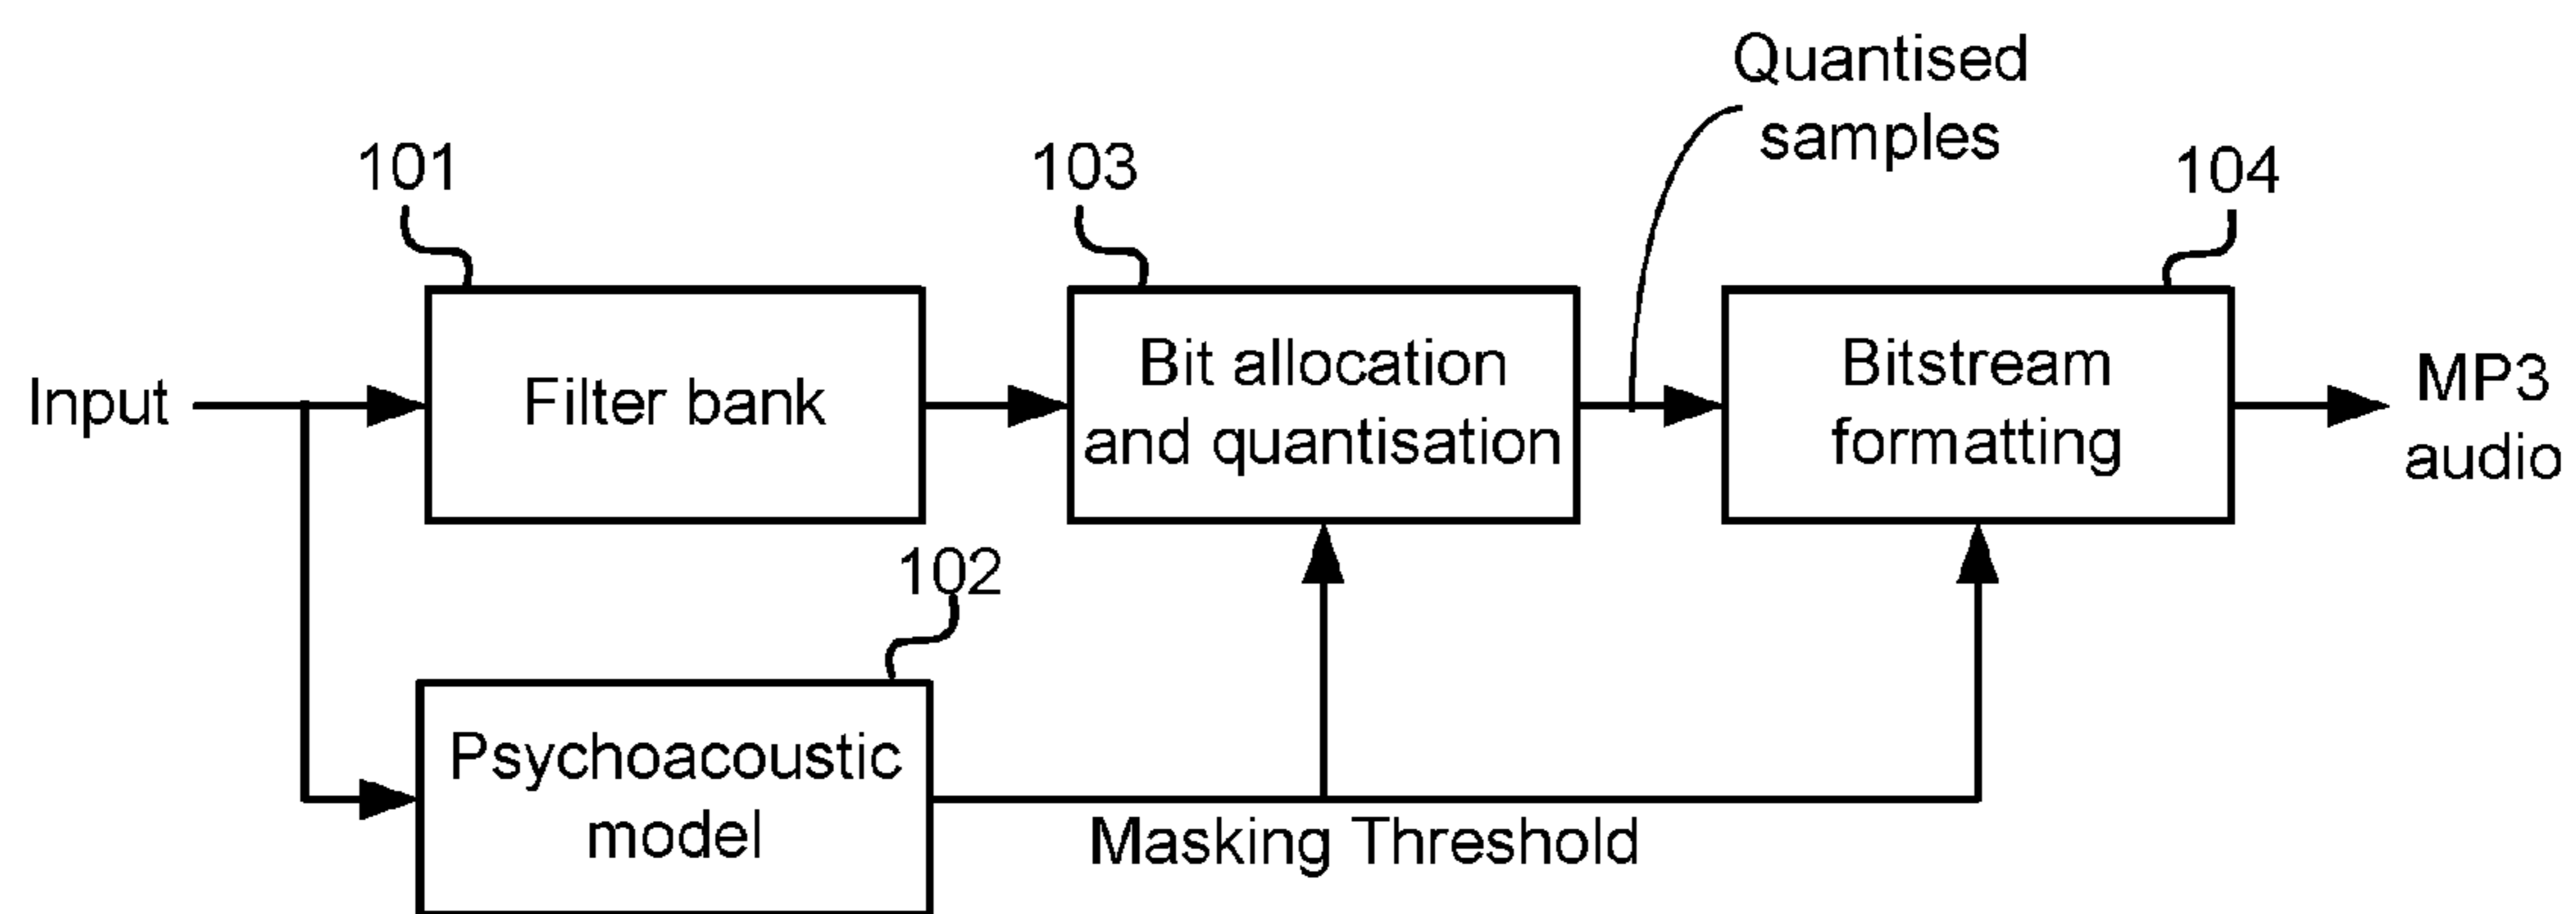 Quantised
samples
101
103
104
Input
Filter bank
Bit allocation
and quantisation
Bitstream
formatting
MP3
audio
102
Psychoacoustic
model
Masking Threshold